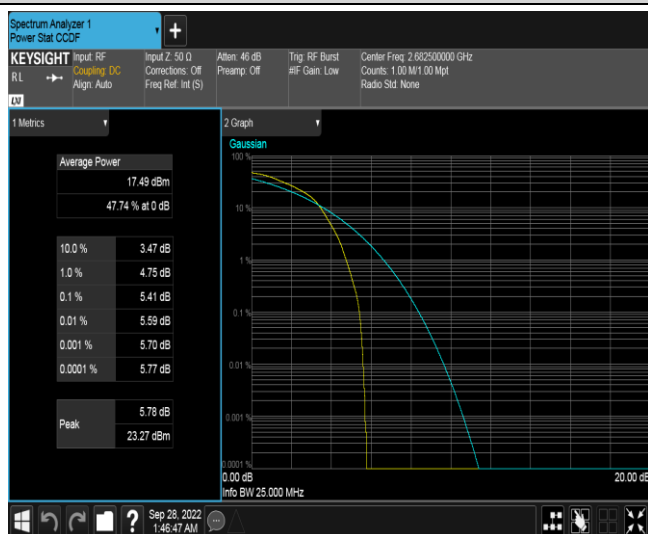 Spectrum Analyzer 1
Power Stat CCDF
+
KEYSIGHT
RL
LXI
Input: RF
Coupling: DC
Align: Auto
Input Z: 50 Ω
Corrections: Off
Freq Ref: Int (S)
Atten: 46 dB
Preamp: Off
Trig: RF Burst
#IF Gain: Low
Center Freq: 2.682500000 GHz
Counts: 1.00 M/1.00 Mpt
Radio Std: None
1 Metrics
Average Power
17.49 dBm
47.74 % at 0 dB
10.0 % 3.47 dB
1.0 % 4.75 dB
0.1 % 5.41 dB
0.01 % 5.59 dB
0.001 % 5.70 dB
0.0001 % 5.77 dB
Peak
5.78 dB
23.27 dBm
2 Graph
Gaussian
100 %
10 %
1 %
0.1 %
0.01 %
0.001 %
0.0001 %
0.00 dB 20.00 dB
Info BW 25.000 MHz
?
Sep 28, 2022
1:46:47 AM